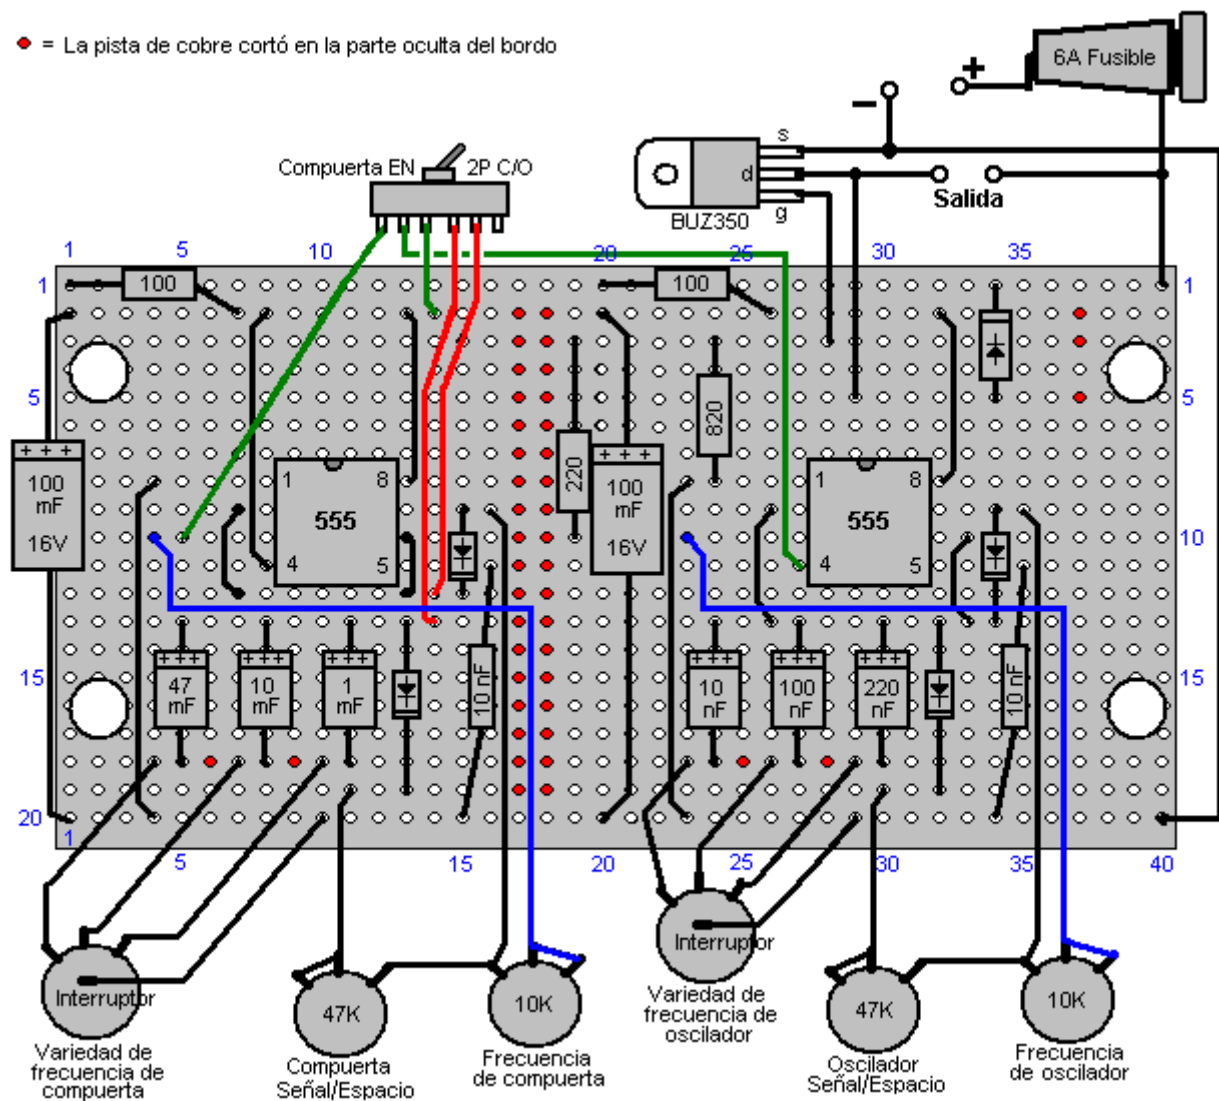 = La pista de cobre cortó en la parte oculta del bordo
6A Fusible
+
−
s
d
g
BUZ350
Salida
Compuerta EN 2P C/O
1 5 10 20 25 30 35
1 100 100 1
5 5
+ + +
100
mF
16V
1 8
555
4 5
220
820
+ + +
100
mF
16V
1 8
555
4 5
10
+++
47
mF
+++
10
mF
+++
1
mF
10 nF
+++
10
nF
+++
100
nF
+++
220
nF
10 nF
15 15
20
1 5 15 20 25 30 35 40
Interruptor
Variedad de
frecuencia de
compuerta
47K
Compuerta
Señal/Espacio
10K
Frecuencia
de compuerta
Interruptor
Variedad de
frecuencia de
oscilador
47K
Oscilador
Señal/Espacio
10K
Frecuencia
de oscilador